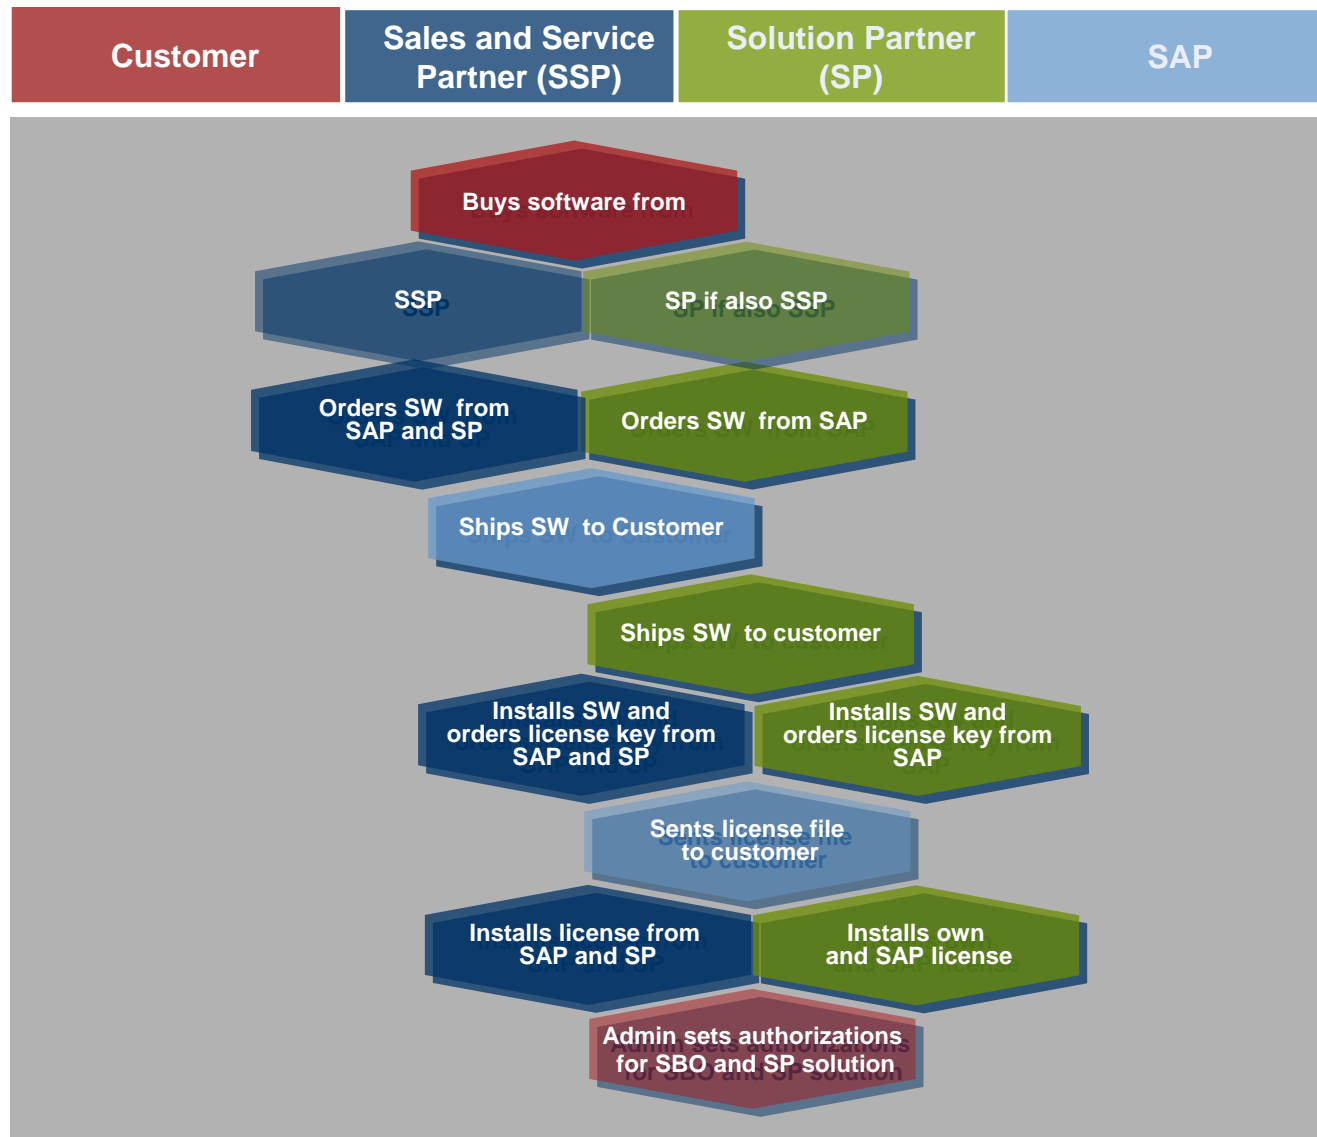 Customer
Sales and Service
Partner (SSP)
Solution Partner
(SP)
SAP
Buys software from
SSP
SP if also SSP
Orders SW  from
SAP and SP
Orders SW  from SAP
Ships SW  to Customer
Ships SW  to customer
Installs SW and
orders license key from
SAP and SP
Installs SW and
orders license key from
SAP
Sents license file
to customer
Installs license from
SAP and SP
Installs own
and SAP license
Admin sets authorizations
for SBO and SP solution